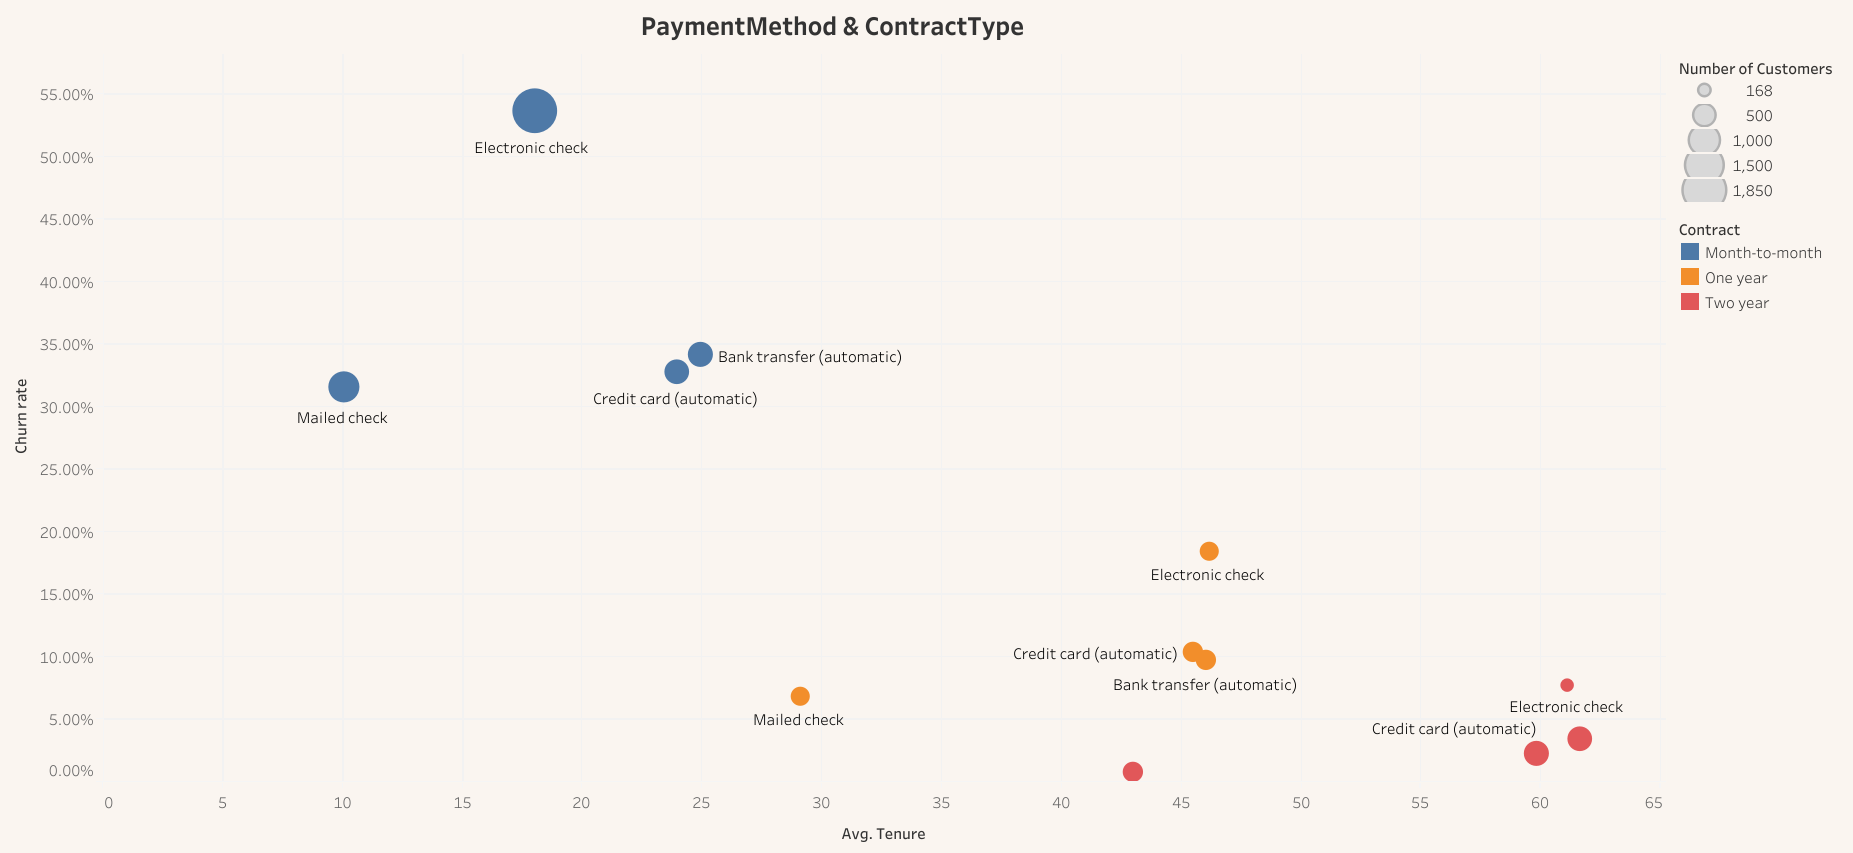 PaymentMethod & ContractType
Number of Customers
168
500
1,000
1,500
1,850
Contract
Month-to-month
One year
Two year
Churn rate
55.00%
50.00%
45.00%
40.00%
35.00%
30.00%
25.00%
20.00%
15.00%
10.00%
5.00%
0.00%
Electronic check
Bank transfer (automatic)
Credit card (automatic)
Mailed check
Electronic check
Credit card (automatic)
Bank transfer (automatic)
Mailed check
Electronic check
Credit card (automatic)
0
5
10
15
20
25
30
35
40
45
50
55
60
65
Avg. Tenure